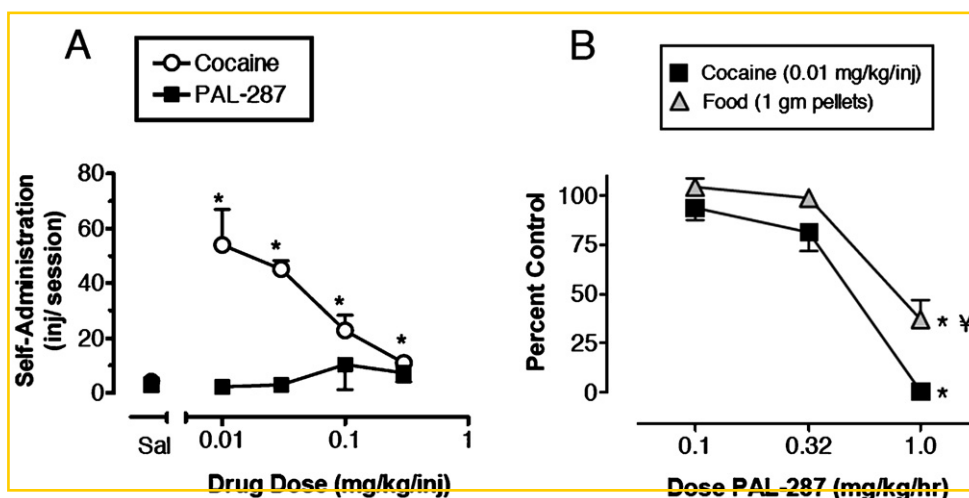 A
Cocaine
PAL-287
Self-Administration
(inj/session)
80
60
40
20
0
*
*
*
*
Sal
0.01
0.1
1
Drug Dose (mg/kg/inj)
B
Cocaine (0.01 mg/kg/inj)
Food (1 gm pellets)
Percent Control
100
75
50
25
0
* ¥
*
0.1
0.32
1.0
Dose PAL-287 (mg/kg/hr)